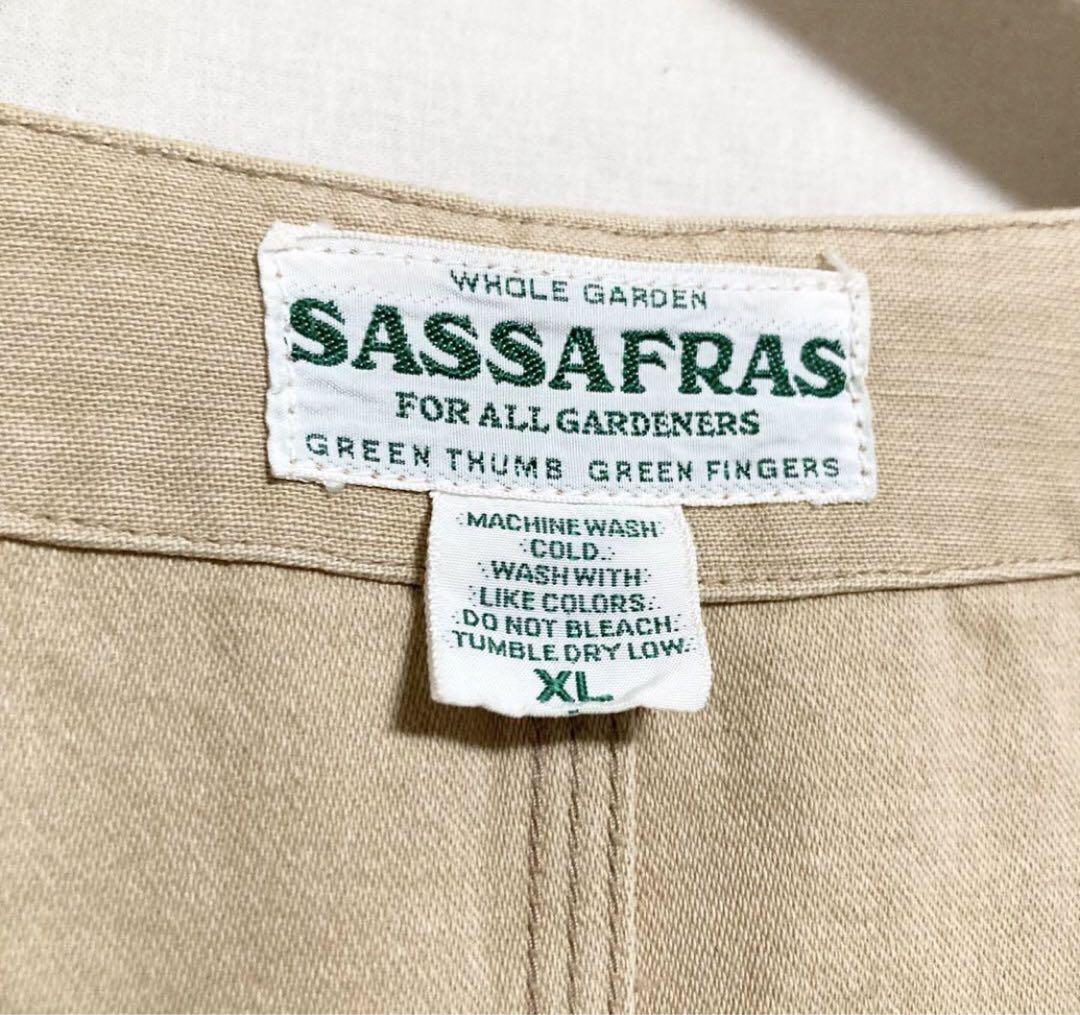 WHOLE GARDEN
SASSAFRAS
FOR ALL GARDENERS
GREEN THUMB GREEN FINGERS
MACHINE WASH
COLD.
WASH WITH
LIKE COLORS.
DO NOT BLEACH.
TUMBLE DRY LOW.
XL